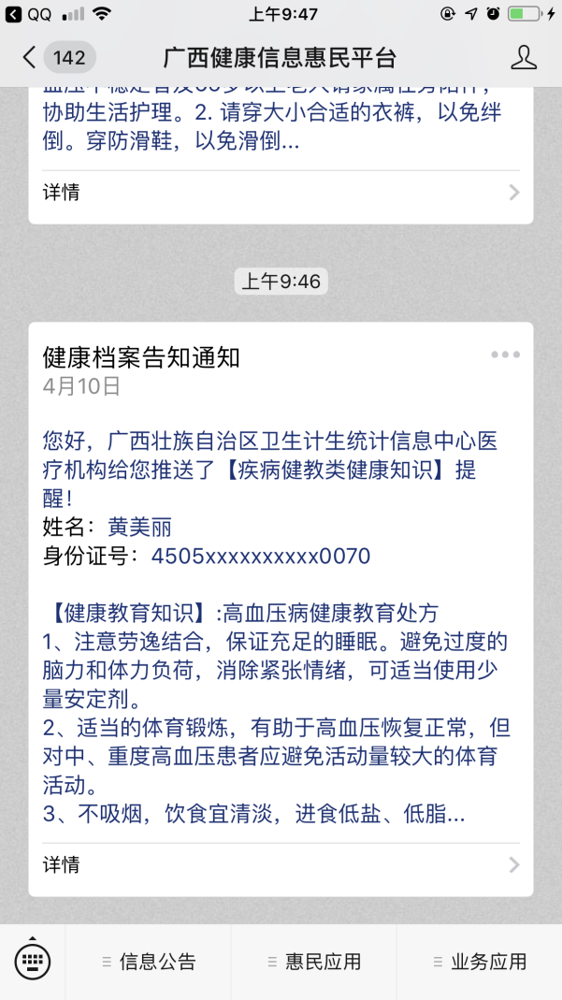 QQ
上午9:47
142
广西健康信息惠民平台
协助生活护理。2. 请穿大小合适的衣裤，以免绊
倒。穿防滑鞋，以免滑倒...
详情
上午9:46
健康档案告知通知
4月10日
您好，广西壮族自治区卫生计生统计信息中心医
疗机构给您推送了【疾病健教类健康知识】提
醒！
姓名：黄美丽
身份证号：4505xxxxxxxxxx0070
【健康教育知识】:高血压病健康教育处方
1、注意劳逸结合，保证充足的睡眠。避免过度的
脑力和体力负荷，消除紧张情绪，可适当使用少
量安定剂。
2、适当的体育锻炼，有助于高血压恢复正常，但
对中、重度高血压患者应避免活动量较大的体育
活动。
3、不吸烟，饮食宜清淡，进食低盐、低脂...
详情
信息公告
惠民应用
业务应用